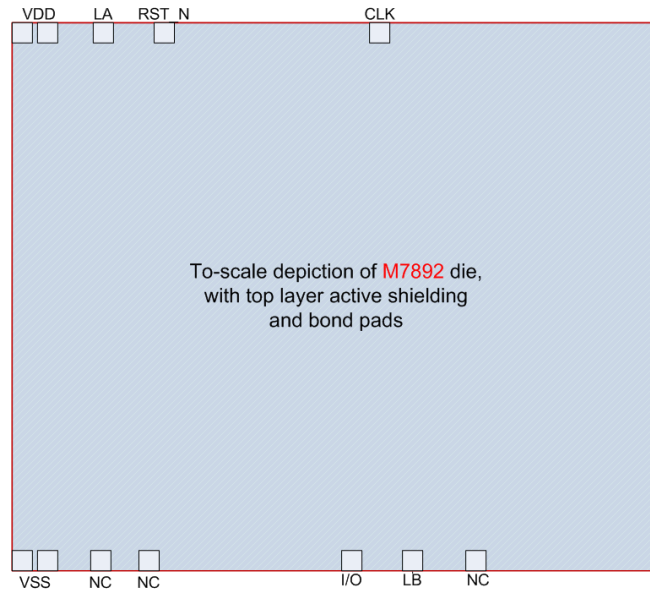 VDD LA RST_N CLK
To-scale depiction of M7892 die,
with top layer active shielding
and bond pads
VSS NC NC I/O LB NC